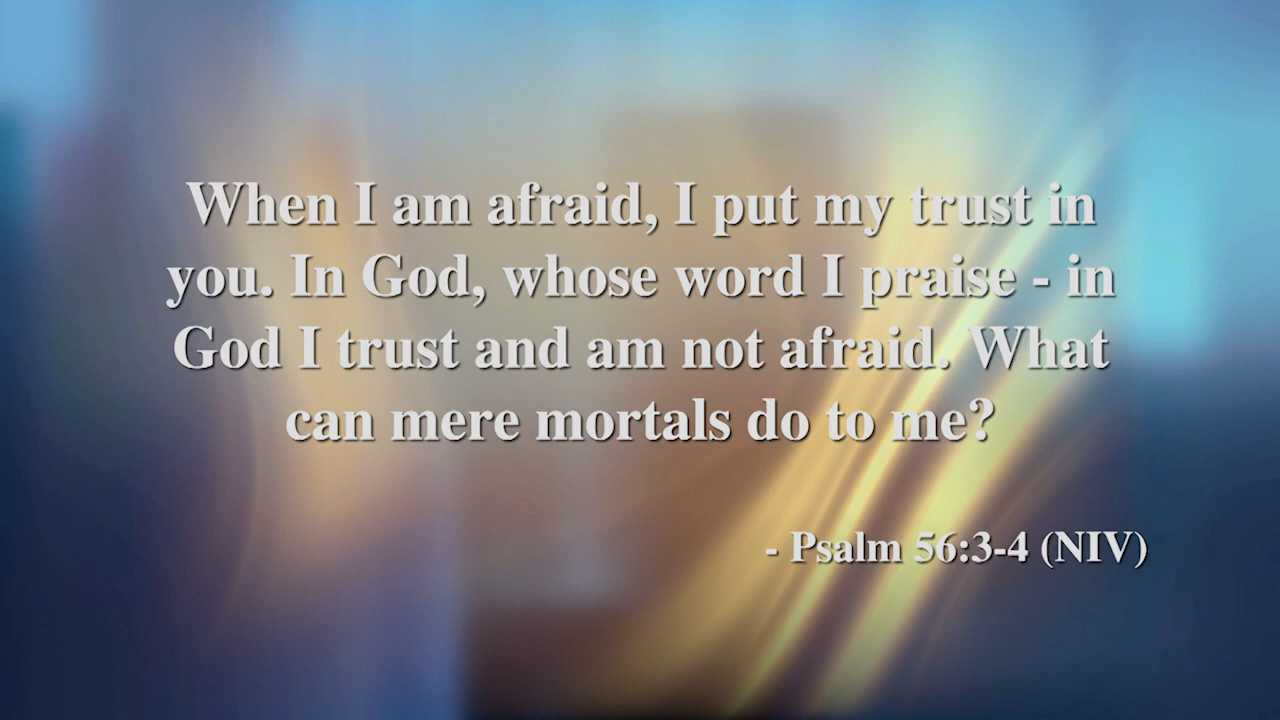 When I am afraid, I put my trust in
you. In God, whose word I praise - in
God I trust and am not afraid. What
can mere mortals do to me?
- Psalm 56:3-4 (NIV)